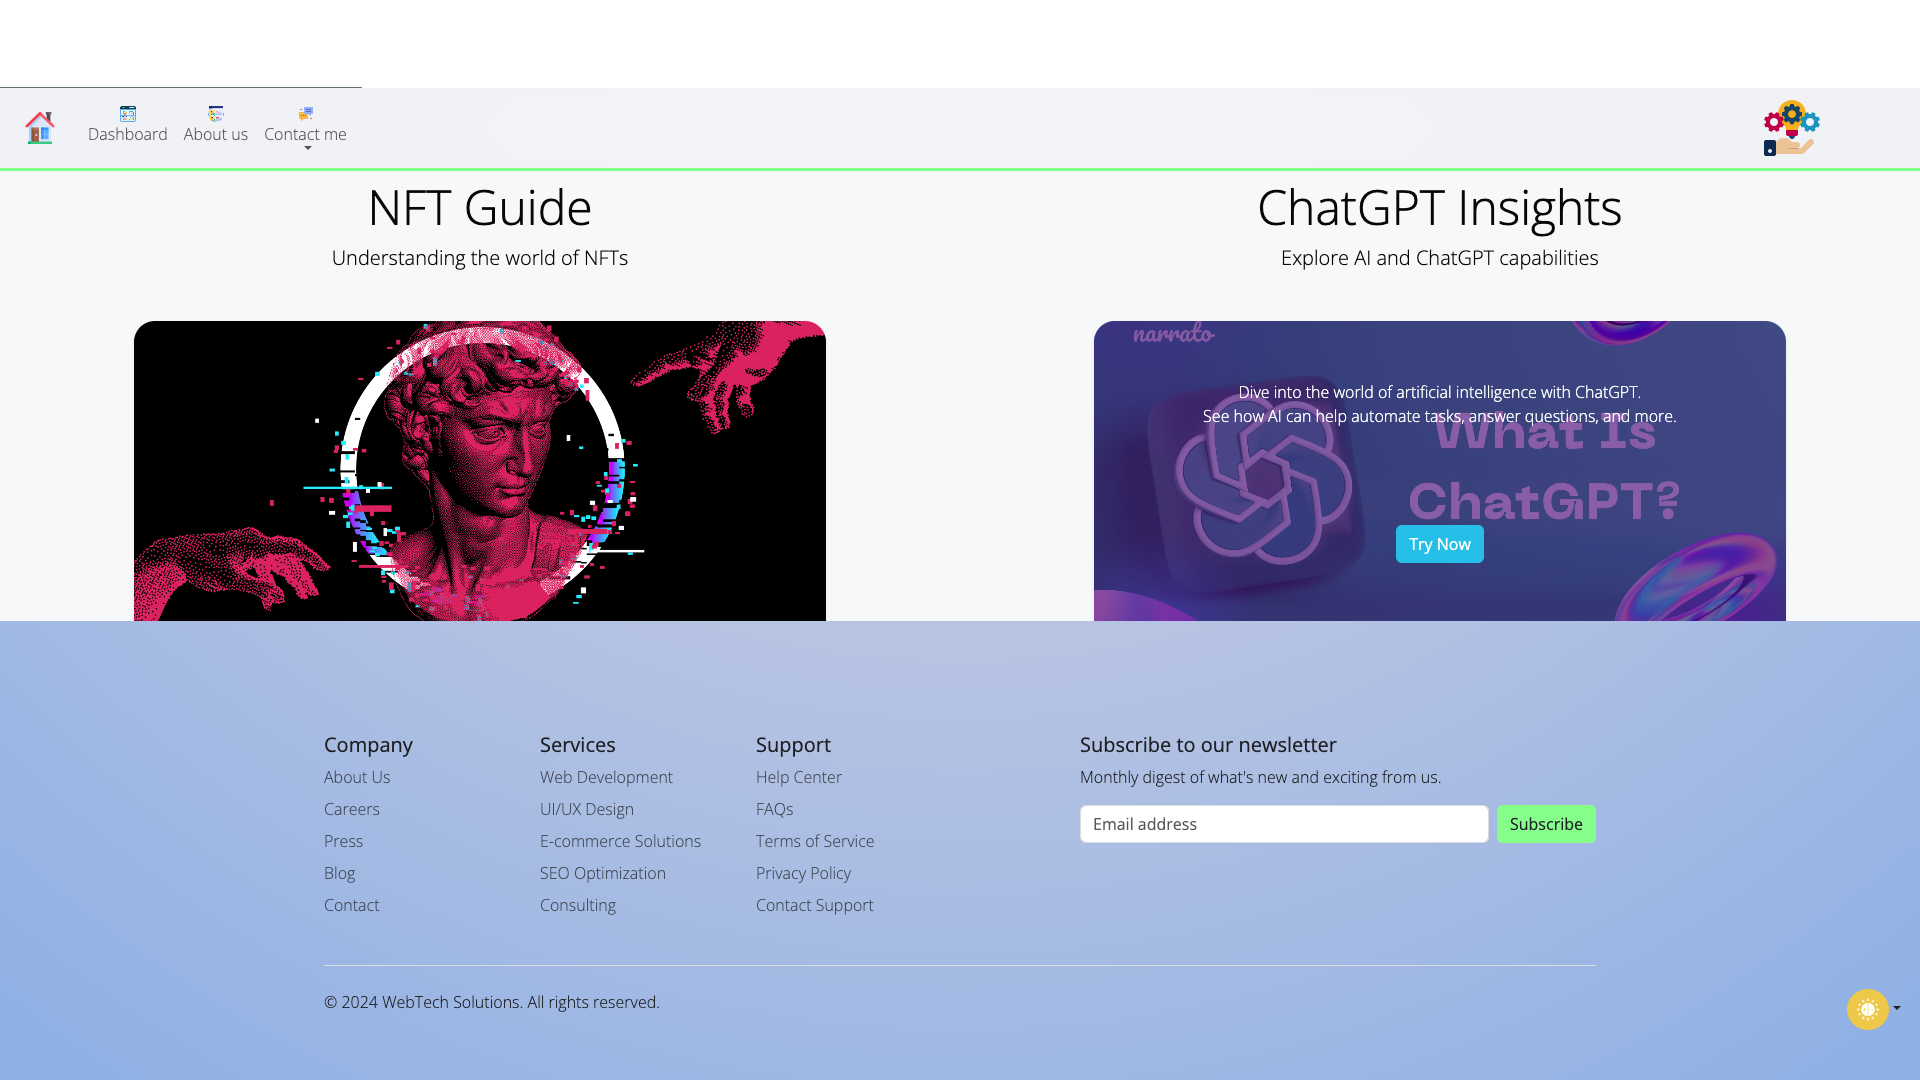 Dashboard
About us
Contact me
NFT Guide
Understanding the world of NFTs
ChatGPT Insights
Explore AI and ChatGPT capabilities
narrato
Dive into the world of artificial intelligence with ChatGPT.
See how AI can help automate tasks, answer questions, and more.
What Is
ChatGPT?
Try Now
Company
About Us
Careers
Press
Blog
Contact
Services
Web Development
UI/UX Design
E-commerce Solutions
SEO Optimization
Consulting
Support
Help Center
FAQs
Terms of Service
Privacy Policy
Contact Support
Subscribe to our newsletter
Monthly digest of what's new and exciting from us.
Email address
Subscribe
© 2024 WebTech Solutions. All rights reserved.